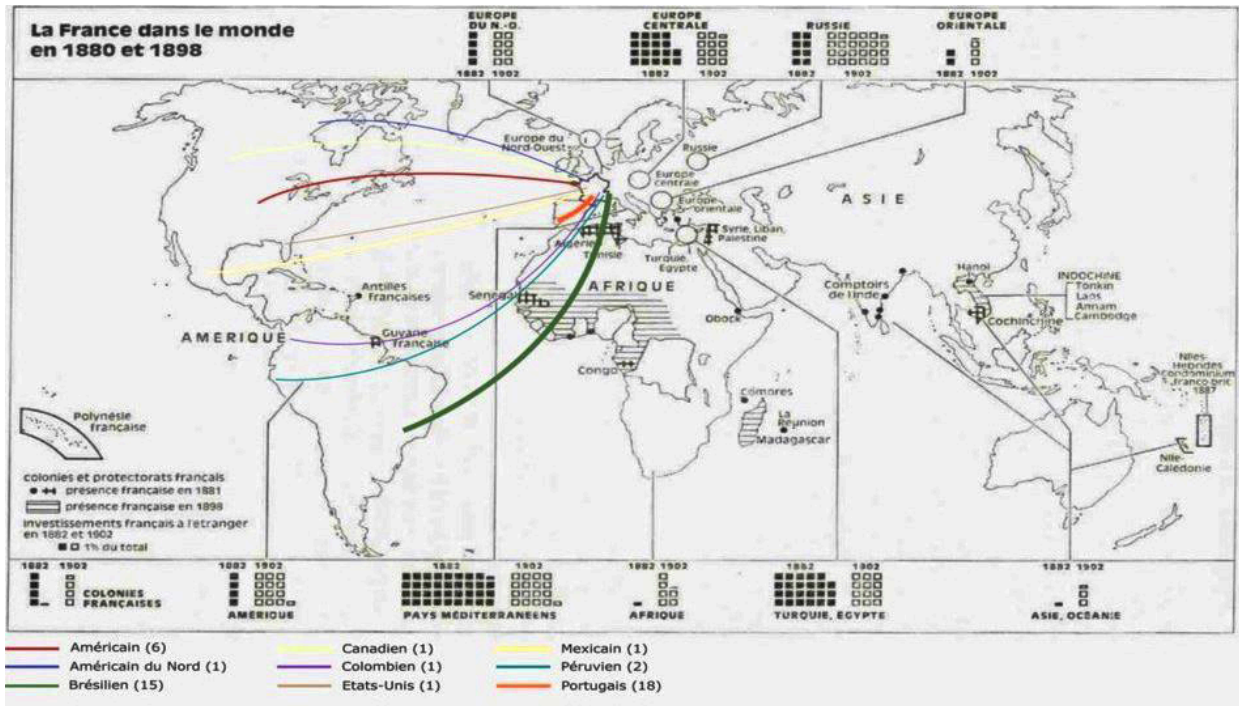 La France dans le monde
en 1880 et 1898
EUROPE
DU N.-O.
1882 1902
EUROPE
CENTRALE
1882 1902
RUSSIE
1882 1902
EUROPE
ORIENTALE
1882 1902
Europe du
Nord-Ouest
Russie
Europe
centrale
Europe
orientale
ASIE
Algérie
Tunisie
Turquie,
Egypte
Syrie, Liban,
Palestine
Antilles
Françaises
Sénégal
AFRIQUE
Obock
Comptoirs
de l'Inde
Hanoi
INDOCHINE
Tonkin
Laos
Annam
Cambodge
Cochinchine
AMERIQUE
Guyane
française
Congo
Comores
La
Réunion
Madagascar
Nlles-
Hébrides
Condominium
franco-brit.
1887
Nlle-
Calédonie
Polynésie
française
colonies et protectorats français
présence française en 1881
présence française en 1898
investissements français à l'étranger
en 1882 et 1902
1% du total
1882 1902
COLONIES
FRANÇAISES
1882 1902
AMÉRIQUE
1882 1902
PAYS MÉDITERRANÉENS
1882 1902
AFRIQUE
1882 1902
TURQUIE, ÉGYPTE
1882 1902
ASIE, OCÉANIE
Américain (6)
Canadien (1)
Mexicain (1)
Américain du Nord (1)
Colombien (1)
Péruvien (2)
Brésilien (15)
Etats-Unis (1)
Portugais (18)